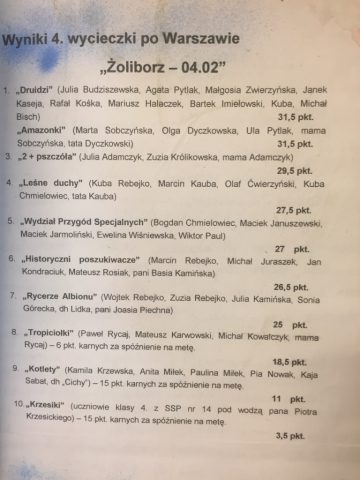 Wyniki 4. wycieczki po Warszawie
„Żoliborz – 04.02"
1. „Druidzi" (Julia Budziszewska, Agata Pytlak, Małgosia Zwierzyńska, Janek
Kaseja, Rafał Kośka, Mariusz Halaczek, Bartek Imiełowski, Kuba, Michał
Bisch) 31,5 pkt.
„Amazonki" (Marta Sobczyńska, Olga Dyczkowska, Ula Pytlak, mama
Sobczyńska, tata Dyczkowski) 31,5 pkt.
3. „2 + pszczóła" (Julia Adamczyk, Zuzia Królikowska, mama Adamczyk)
29,5 pkt.
4. „Leśne duchy" (Kuba Rebejko, Marcin Kauba, Olaf Ćwierzyński, Kuba
Chmielowiec, tata Kauba)
27,5 pkt.
5. „Wydział Przygód Specjalnych" (Bogdan Chmielowiec, Maciek Januszewski,
Maciek Jarmoliński, Ewelina Wiśniewska, Wiktor Paul)
27 pkt.
6. „Historyczni poszukiwacze" (Marcin Rebejko, Michał Juraszek, Jan
Kondraciuk, Mateusz Rosiak, pani Basia Kamińska)
26,5 pkt.
7. „Rycerze Albionu" (Wojtek Rebejko, Zuzia Rebejko, Julia Kamińska, Sonia
Górecka, dh Lidka, pani Joasia Piechna)
25 pkt.
8. „Tropiciołki" (Paweł Rycaj, Mateusz Karwowski, Michał Kowalczyk, mama
Rycaj) – 6 pkt. karnych za spóźnienie na metę.
18,5 pkt.
9. „Kotlety" (Kamila Krzewska, Anita Miłek, Paulina Miłek, Pia Nowak, Kaja
Sabat, dh „Cichy") – 15 pkt. karnych za spóźnienie na metę.
11 pkt.
10. „Krzesiki" (uczniowie klasy 4. z SSP nr 14 pod wodzą pana Piotra
Krzesickiego) – 15 pkt. karnych za spóźnienie na metę.
3,5 pkt.